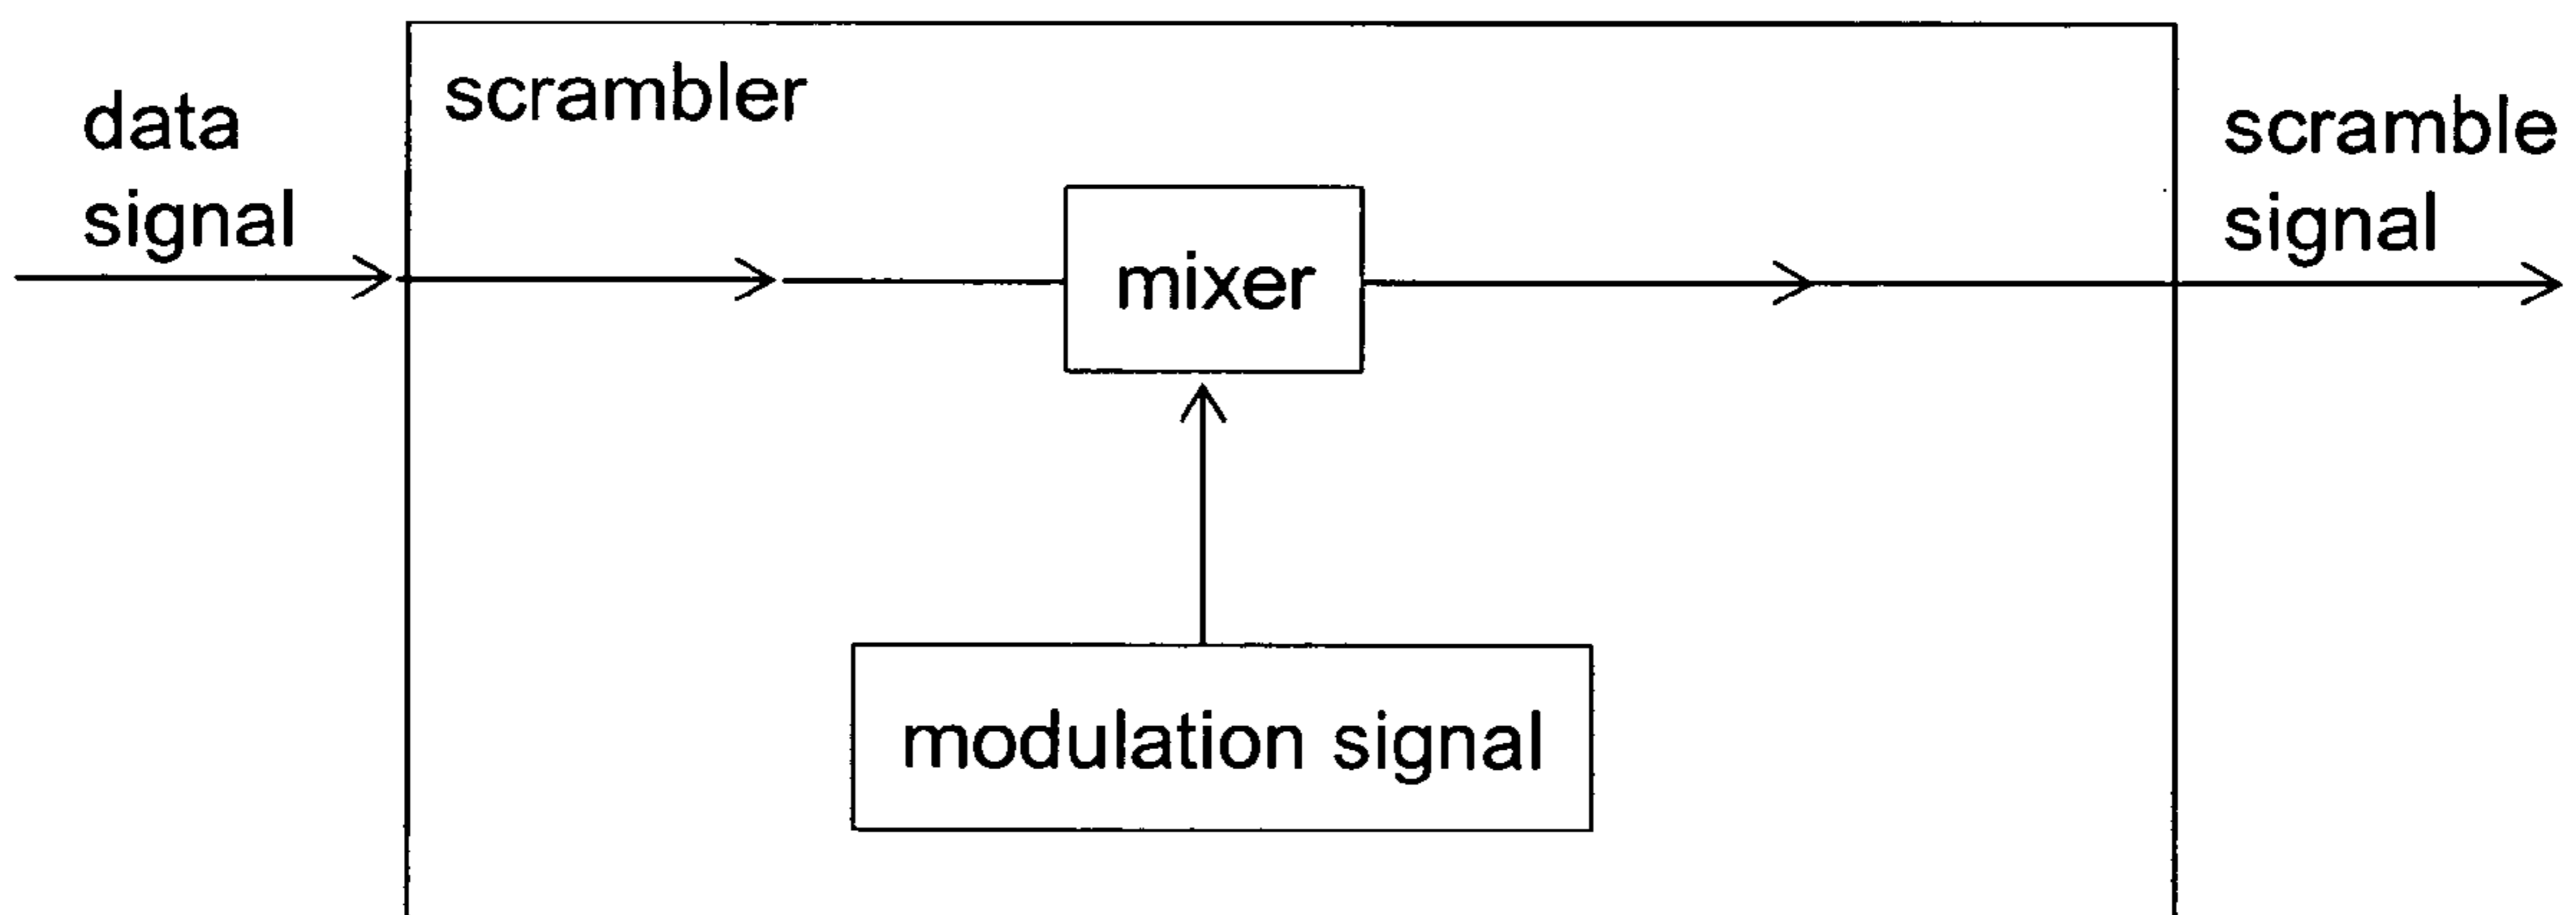 data
signal
scrambler
mixer
modulation signal
scramble
signal